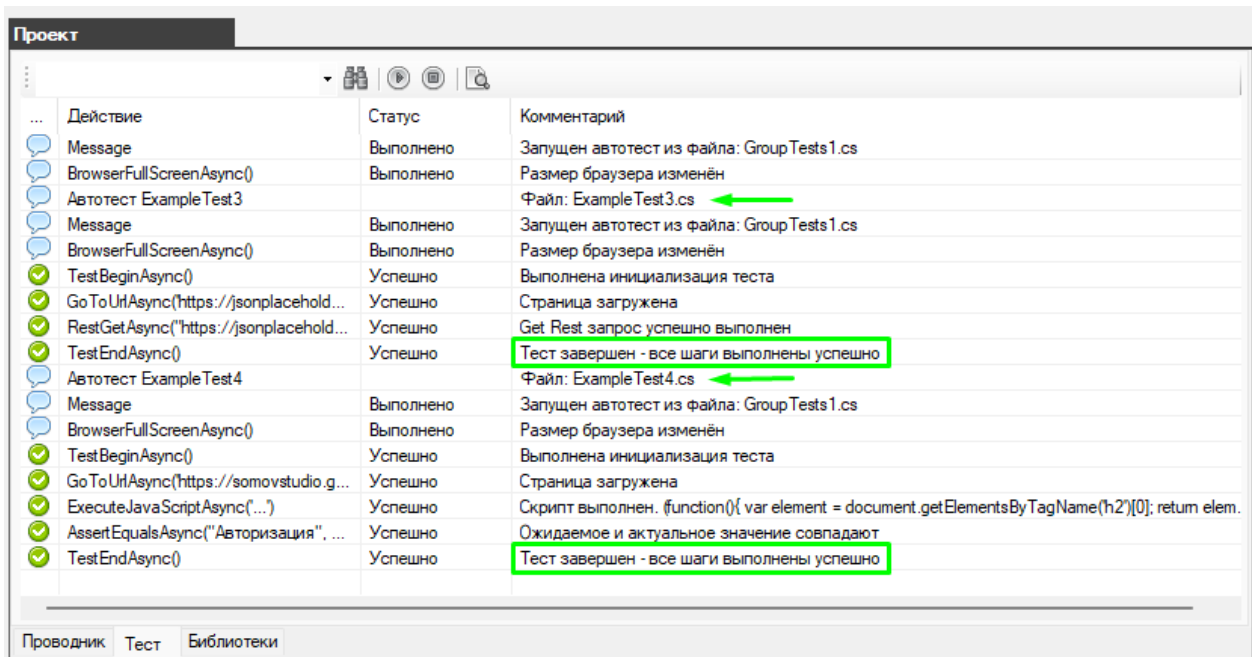 Проект
... Действие Статус Комментарий
Message Выполнено Запущен автотест из файла: GroupTests1.cs
BrowserFullScreenAsync() Выполнено Размер браузера изменён
Автотест ExampleTest3 Файл: ExampleTest3.cs
Message Выполнено Запущен автотест из файла: GroupTests1.cs
BrowserFullScreenAsync() Выполнено Размер браузера изменён
TestBeginAsync() Успешно Выполнена инициализация теста
GoToUrlAsync('https://jsonplacehold... Успешно Страница загружена
RestGetAsync("https://jsonplacehold... Успешно Get Rest запрос успешно выполнен
TestEndAsync() Успешно Тест завершен - все шаги выполнены успешно
Автотест ExampleTest4 Файл: ExampleTest4.cs
Message Выполнено Запущен автотест из файла: GroupTests1.cs
BrowserFullScreenAsync() Выполнено Размер браузера изменён
TestBeginAsync() Успешно Выполнена инициализация теста
GoToUrlAsync('https://somovstudio.g... Успешно Страница загружена
ExecuteJavaScriptAsync('...') Успешно Скрипт выполнен. (function(){ var element = document.getElementsByTagName('h2')[0]; return elem.
AssertEqualsAsync("Авторизация", ... Успешно Ожидаемое и актуальное значение совпадают
TestEndAsync() Успешно Тест завершен - все шаги выполнены успешно
Проводник Тест Библиотеки